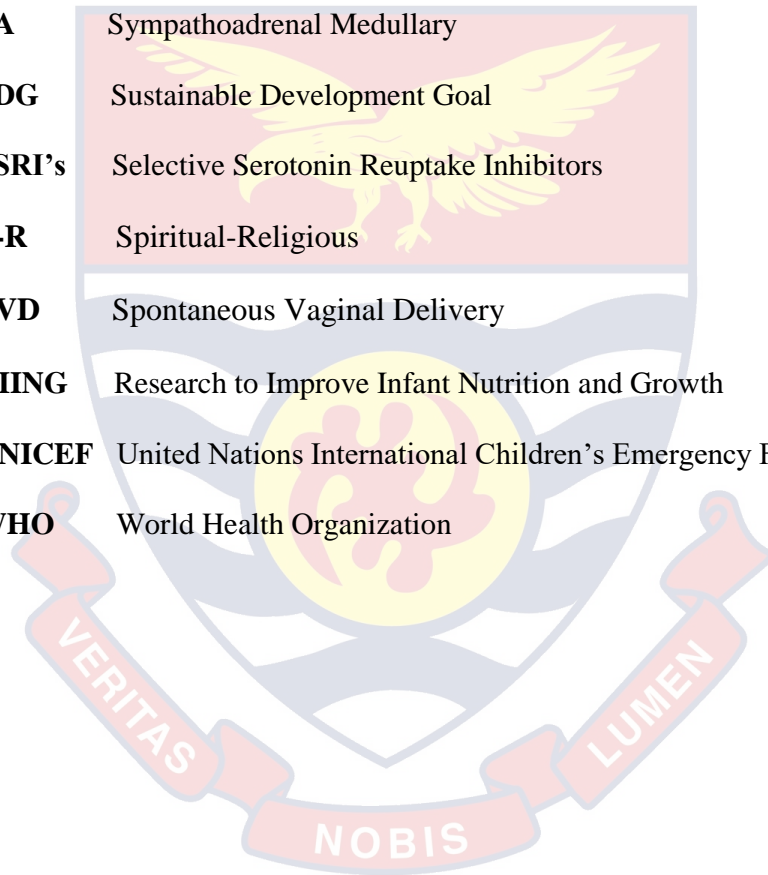 A Sympathoadrenal Medullary
DG Sustainable Development Goal
SRI’s Selective Serotonin Reuptake Inhibitors
-R Spiritual-Religious
VD Spontaneous Vaginal Delivery
IING Research to Improve Infant Nutrition and Growth
NICEF United Nations International Children’s Emergency F
WHO World Health Organization
VERITAS
NOBIS
LUMEN